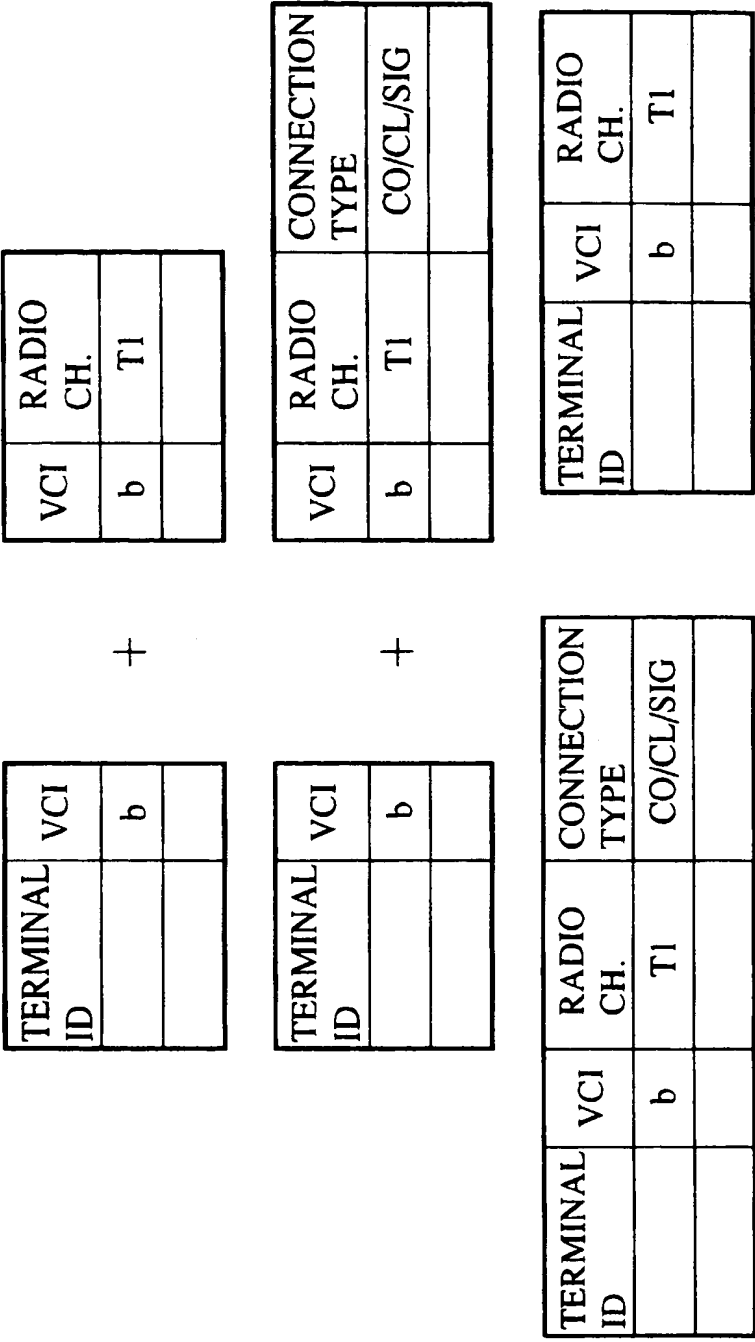 TERMINAL
ID
VCI
b
+
VCI
RADIO
CH.
b
T1
TERMINAL
ID
VCI
b
+
VCI
RADIO
CH.
CONNECTION
TYPE
b
T1
CO/CL/SIG
TERMINAL
ID
VCI
RADIO
CH.
CONNECTION
TYPE
b
T1
CO/CL/SIG
TERMINAL
ID
VCI
RADIO
CH.
b
T1